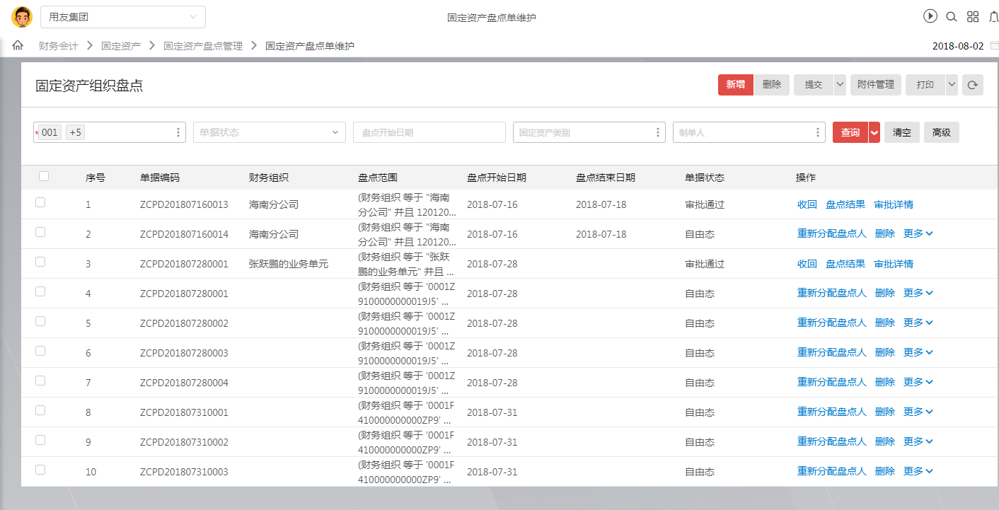 用友集团
固定资产盘点单维护
财务会计 > 固定资产 > 固定资产盘点管理 > 固定资产盘点单维护
2018-08-02
固定资产组织盘点
新增 删除 提交 附件管理 打印
* 001 +5 单据状态 盘点开始日期 固定资产类别 制单人 查询 清空 高级
序号 单据编码 财务组织 盘点范围 盘点开始日期 盘点结束日期 单据状态 操作
1 ZCPD201807160013 海南分公司 (财务组织 等于 "海南 2018-07-16 2018-07-18 审批通过 收回 盘点结果 审批详情
分公司" 并且 120120...
2 ZCPD201807160014 海南分公司 (财务组织 等于 "海南 2018-07-16 2018-07-18 自由态 重新分配盘点人 删除 更多
分公司" 并且 120120...
3 ZCPD201807280001 张跃鹏的业务单元 (财务组织 等于 "张跃 2018-07-28 审批通过 收回 盘点结果 审批详情
鹏的业务单元" 并且 ...
4 ZCPD201807280001 (财务组织 等于 '0001Z 2018-07-28 自由态 重新分配盘点人 删除 更多
9100000000019J5' ...
5 ZCPD201807280002 (财务组织 等于 '0001Z 2018-07-28 自由态 重新分配盘点人 删除 更多
9100000000019J5' ...
6 ZCPD201807280003 (财务组织 等于 '0001Z 2018-07-28 自由态 重新分配盘点人 删除 更多
9100000000019J5' ...
7 ZCPD201807280004 (财务组织 等于 '0001Z 2018-07-28 自由态 重新分配盘点人 删除 更多
9100000000019J5' ...
8 ZCPD201807310001 (财务组织 等于 '0001F 2018-07-31 自由态 重新分配盘点人 删除 更多
410000000000ZP9' ...
9 ZCPD201807310002 (财务组织 等于 '0001F 2018-07-31 自由态 重新分配盘点人 删除 更多
410000000000ZP9' ...
10 ZCPD201807310003 (财务组织 等于 '0001F 2018-07-31 自由态 重新分配盘点人 删除 更多
410000000000ZP9' ...